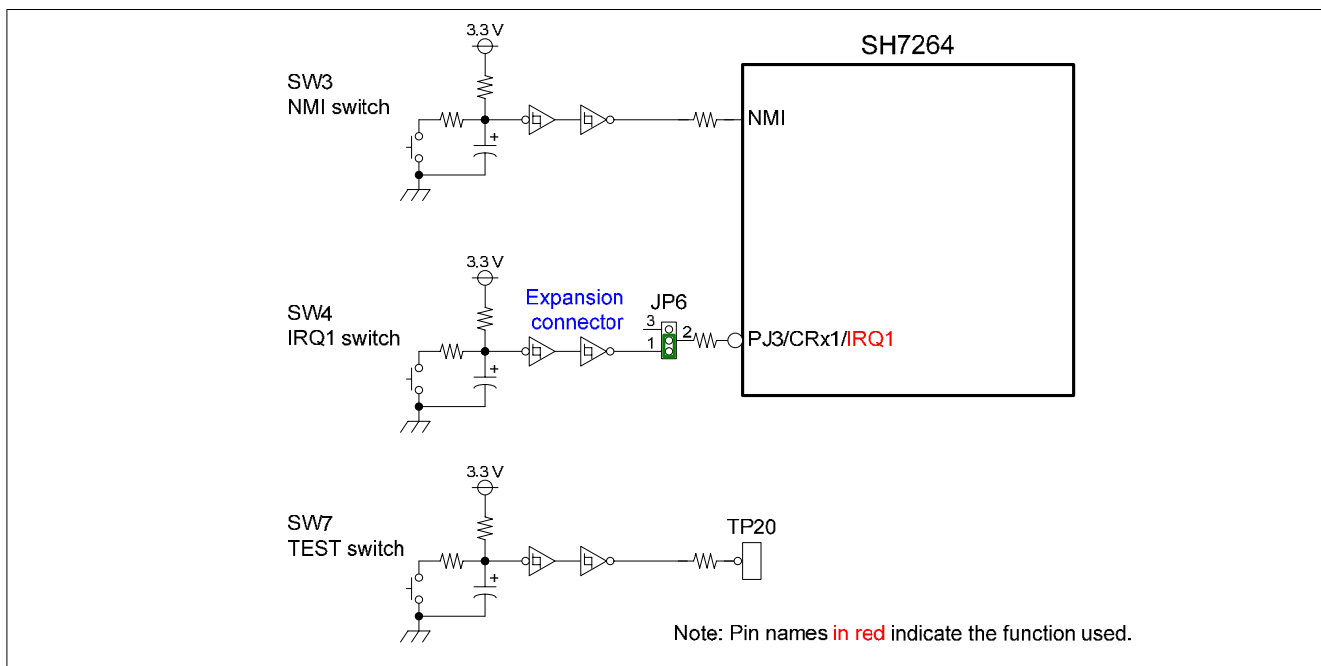 SH7264
3.3 V
SW3
NMI switch
NMI
3.3 V
SW4
IRQ1 switch
Expansion
connector
JP6
3
2
1
PJ3/CRx1/IRQ1
3.3 V
SW7
TEST switch
TP20
Note: Pin names in red indicate the function used.
+
+
+